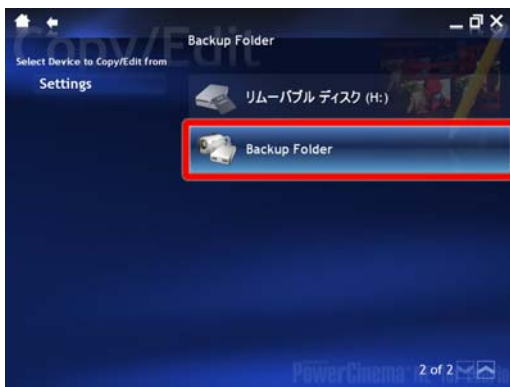 Copy/Edit
Backup Folder
Select Device to Copy/Edit from
Settings
リムーバブル ディスク (H:)
Backup Folder
2 of 2
PowerCinema